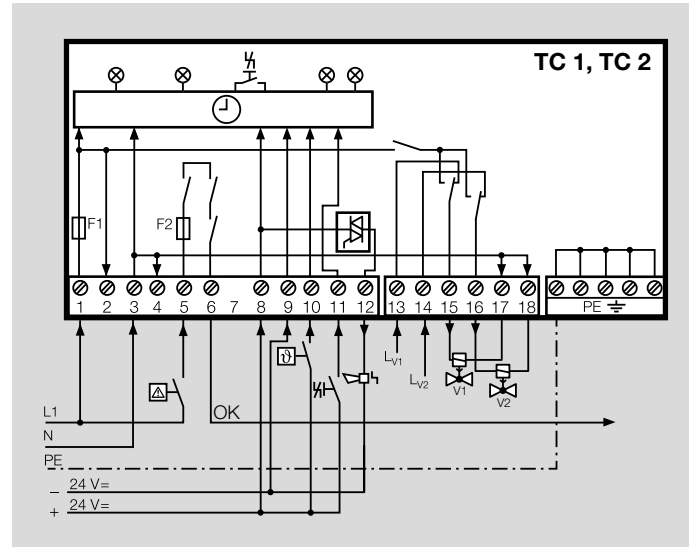 TC 1, TC 2
F1
F2
1 2 3 4 5 6 7 8 9 10 11 12 13 14 15 16 17 18 PE
ϑ
LV1
LV2
V1
V2
L1
OK
N
PE
– 24 V=
+ 24 V=